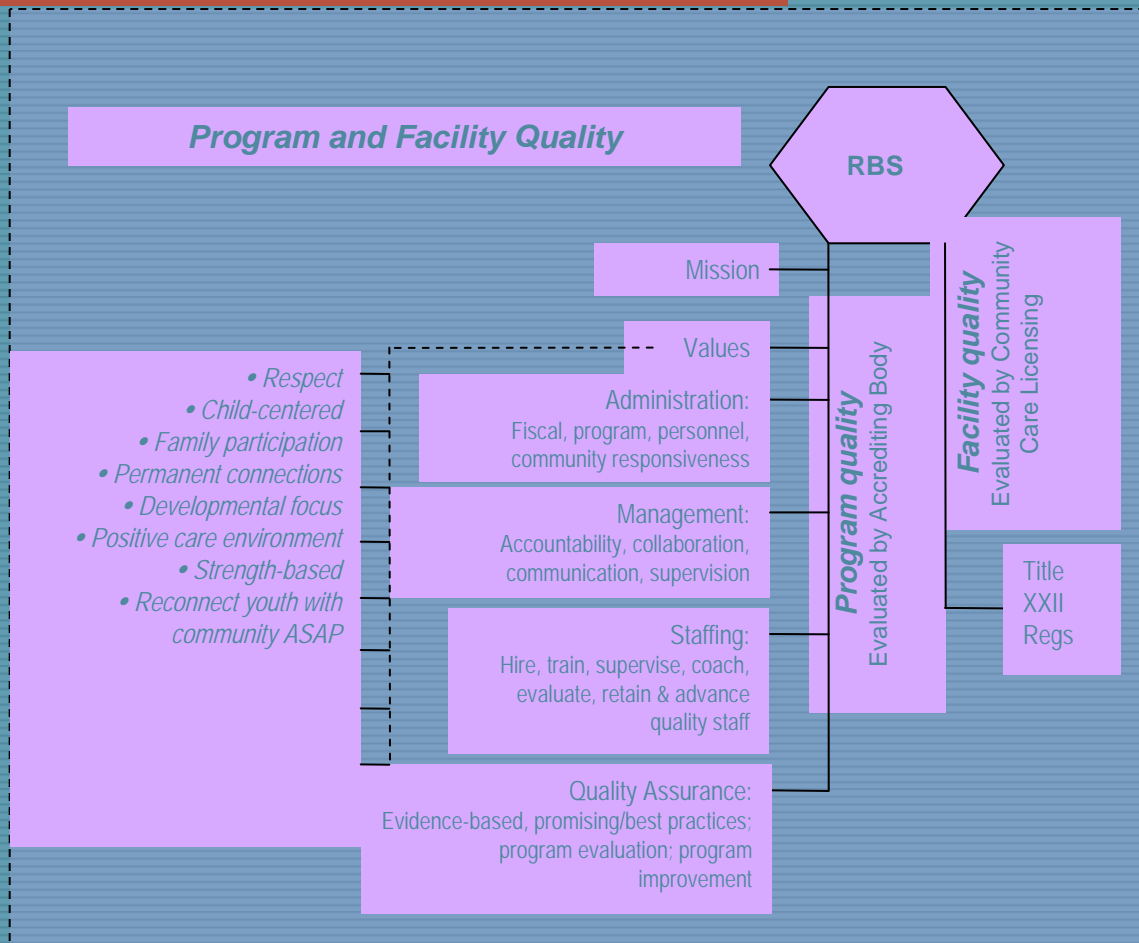 Program and Facility Quality
RBS
Mission
Values
Administration:
Fiscal, program, personnel,
community responsiveness
Management:
Accountability, collaboration,
communication, supervision
Staffing:
Hire, train, supervise, coach,
evaluate, retain & advance
quality staff
Quality Assurance:
Evidence-based, promising/best practices;
program evaluation; program
improvement
• Respect
• Child-centered
• Family participation
• Permanent connections
• Developmental focus
• Positive care environment
• Strength-based
• Reconnect youth with
community ASAP
Program quality
Evaluated by Accrediting Body
Facility quality
Evaluated by Community
Care Licensing
Title
XXII
Regs